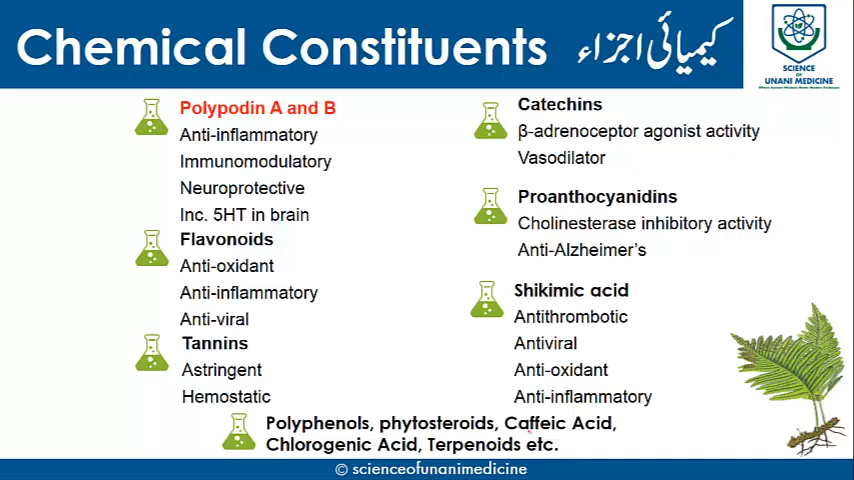 Chemical Constituents کیمیائی اجزاء
SCIENCE
OF
UNANI MEDICINE
Polypodin A and B
Anti-inflammatory
Immunomodulatory
Neuroprotective
Inc. 5HT in brain
Flavonoids
Anti-oxidant
Anti-inflammatory
Anti-viral
Tannins
Astringent
Hemostatic
Catechins
β-adrenoceptor agonist activity
Vasodilator
Proanthocyanidins
Cholinesterase inhibitory activity
Anti-Alzheimer’s
Shikimic acid
Antithrombotic
Antiviral
Anti-oxidant
Anti-inflammatory
Polyphenols, phytosteroids, Caffeic Acid,
Chlorogenic Acid, Terpenoids etc.
© scienceofunanimedicine